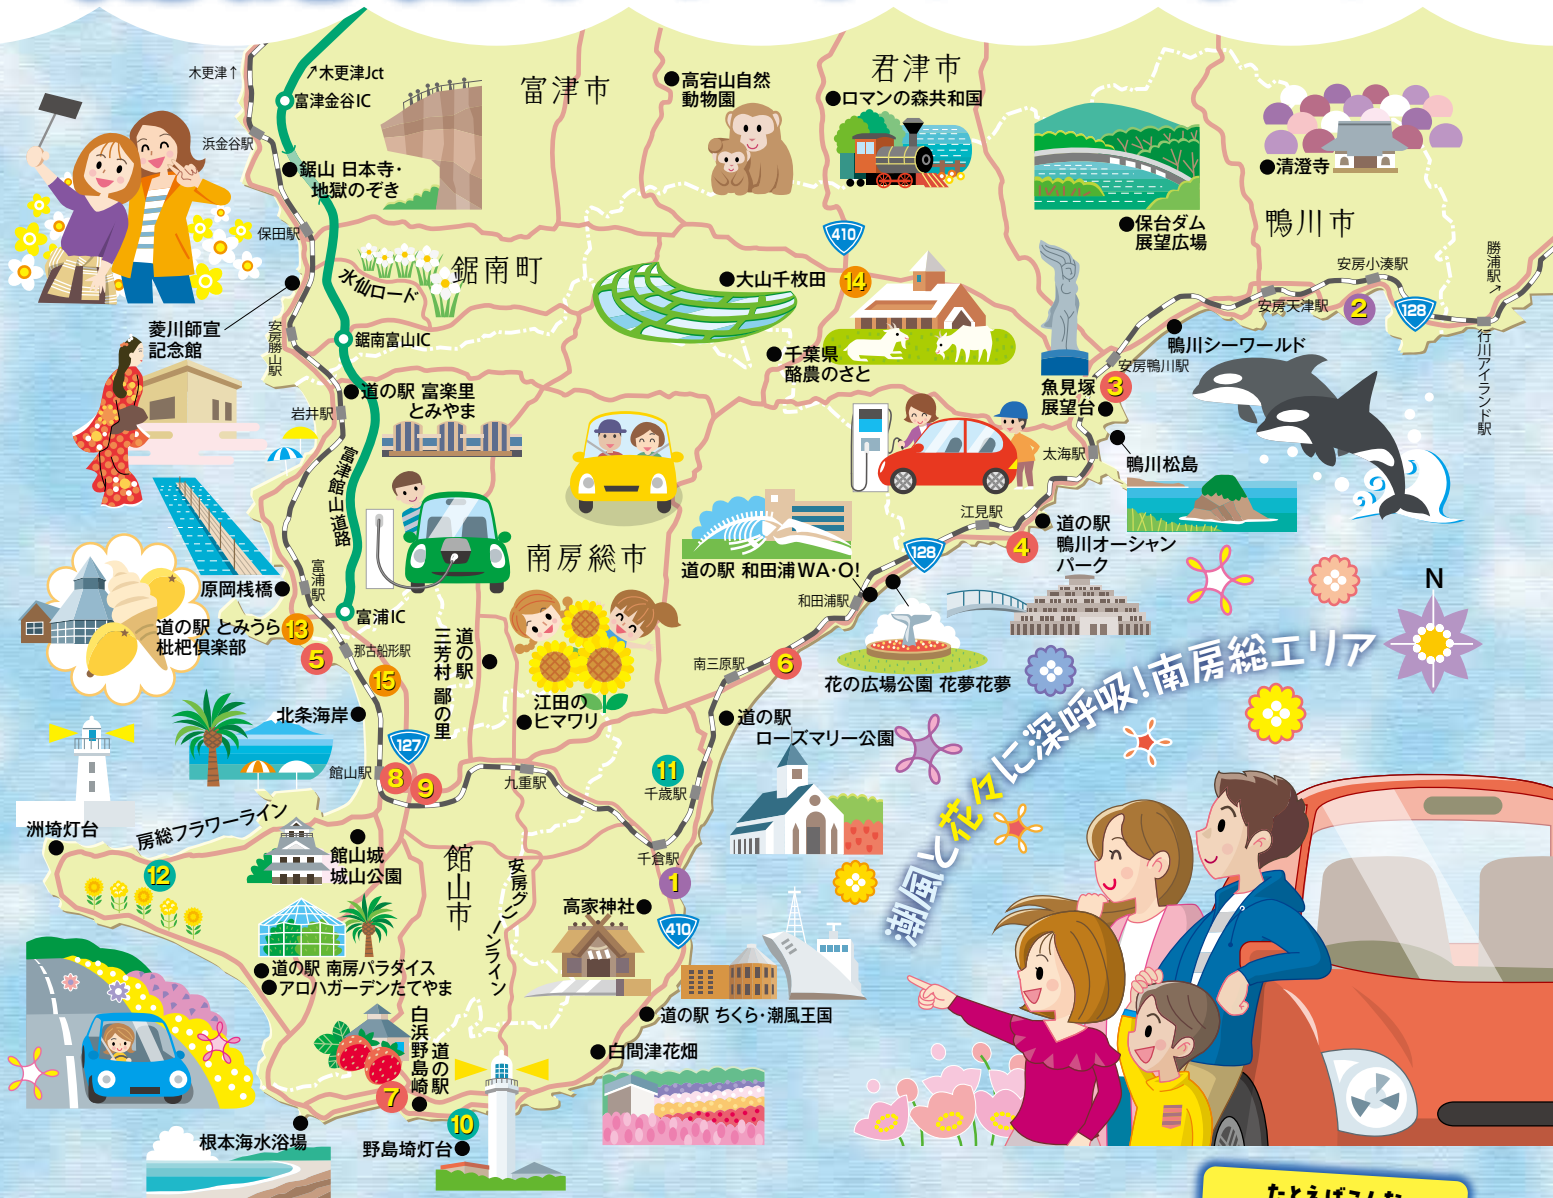 木更津↑
↗木更津Jct
富津金谷IC
浜金谷駅
鋸山 日本寺・
地獄のぞき
富津市
高宕山自然
動物園
君津市
ロマンの森共和国
清澄寺
保台ダム
展望広場
鴨川市
勝浦駅→
保田駅
水仙ロード
鋸南町
大山千枚田
410
14
安房小湊駅
安房天津駅
2
128
行川アイランド駅
菱川師宣
記念館
安房勝山駅
鋸南富山IC
千葉県
酪農のさと
鴨川シーワールド
安房鴨川駅
魚見塚
展望台
3
道の駅 富楽里
とみやま
岩井駅
富津館山道路
太海駅
鴨川松島
江見駅
道の駅
鴨川オーシャン
パーク
4
128
南房総市
道の駅 和田浦WA・O!
和田浦駅
原岡桟橋
富浦駅
富浦IC
道の駅 とみうら
枇杷倶楽部
13
5
那古船形駅
15
道の駅
三芳村 鄙の里
江田の
ヒマワリ
南三原駅
6
花の広場公園 花夢花夢
N
深呼吸!南房総エリア
花々に
北条海岸
127
館山駅
8
9
九重駅
道の駅
ローズマリー公園
11
千歳駅
洲埼灯台
房総フラワーライン
12
館山城
城山公園
館山市
安房グリーンライン
千倉駅
1
410
高家神社
道の駅 南房パラダイス
アロハガーデンたてやま
道の駅 ちくら・潮風王国
白浜野島崎
道の駅
7
白間津花畑
10
野島埼灯台
根本海水浴場
たとえばこんな